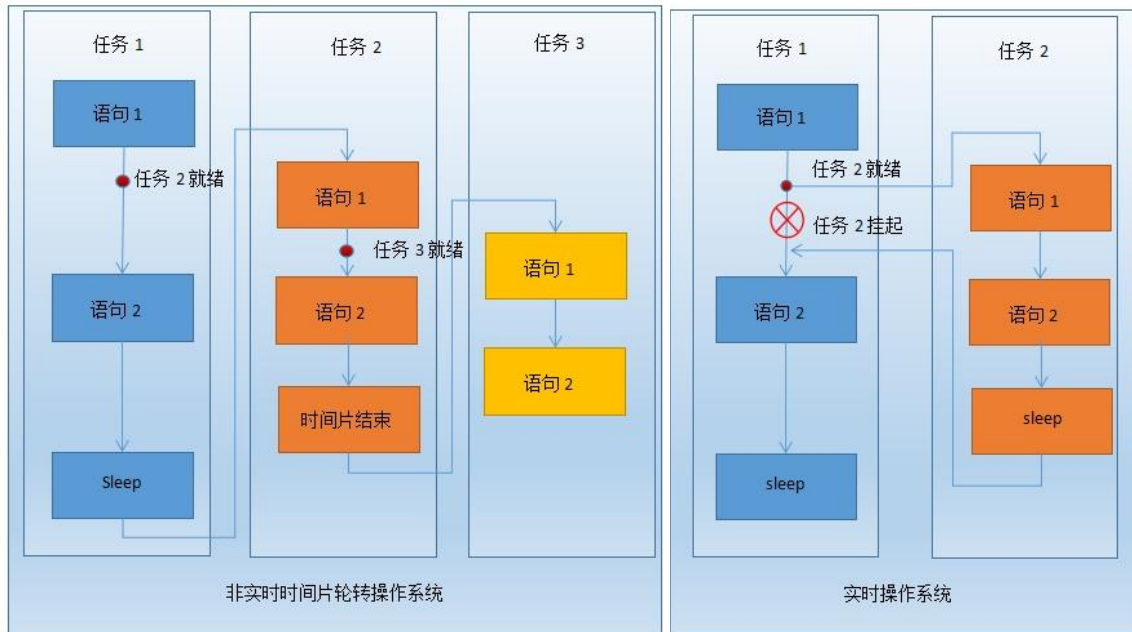 任务 1
语句 1
任务 2 就绪
语句 2
Sleep
任务 2
语句 1
任务 3 就绪
语句 2
时间片结束
任务 3
语句 1
语句 2
非实时时间片轮转操作系统
任务 1
语句 1
任务 2 就绪
任务 2 挂起
语句 2
sleep
任务 2
语句 1
语句 2
sleep
实时操作系统